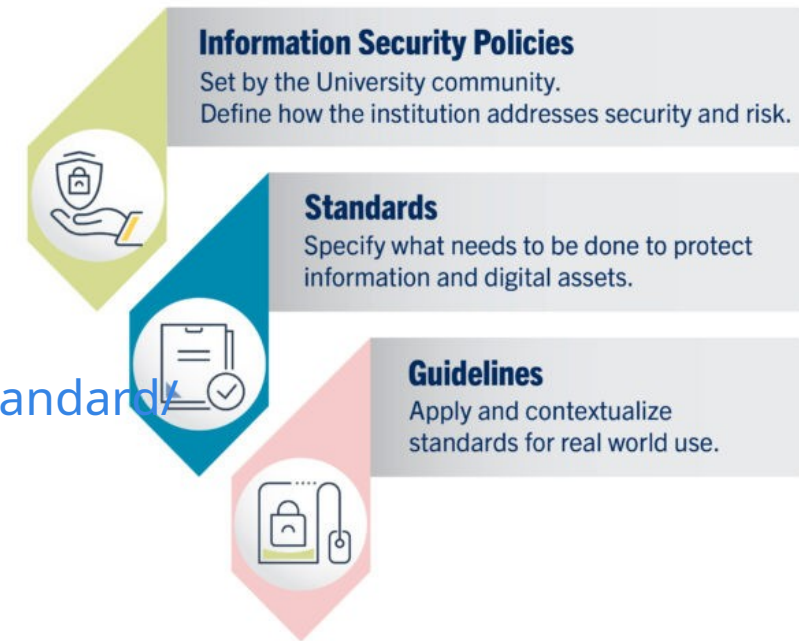 Information Security Policies
Set by the University community.
Define how the institution addresses security and risk.
Standards
Specify what needs to be done to protect
information and digital assets.
andard/
Guidelines
Apply and contextualize
standards for real world use.